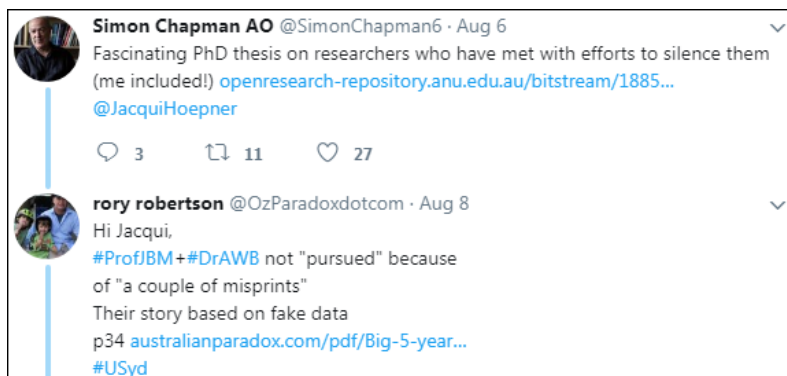 Simon Chapman AO @SimonChapman6 · Aug 6
Fascinating PhD thesis on researchers who have met with efforts to silence them
(me included!) openresearch-repository.anu.edu.au/bitstream/1885...
@JacquiHoepner
3 11 27
rory robertson @OzParadoxdotcom · Aug 8
Hi Jacqui,
#ProfJBM+#DrAWB not "pursued" because
of "a couple of misprints"
Their story based on fake data
p34 australianparadox.com/pdf/Big-5-year...
#USyd